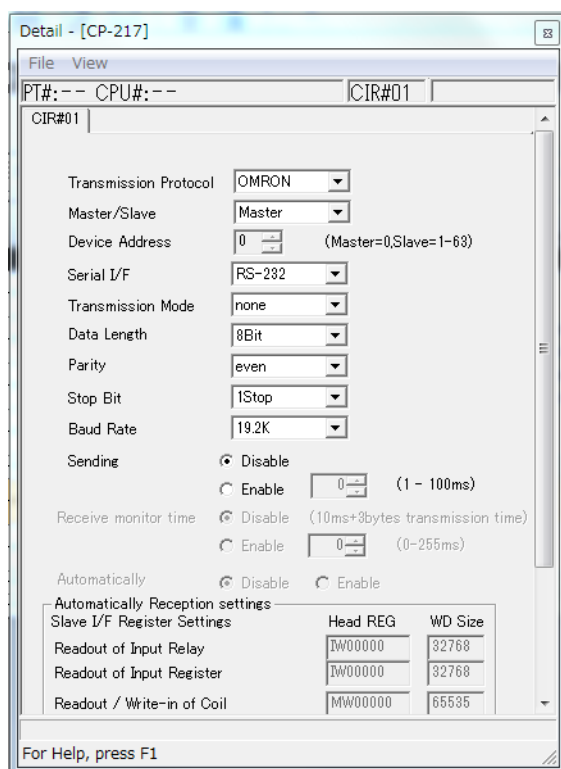 Detail - [CP-217]
File View
PT#:-- CPU#:-- CIR#01
CIR#01
Transmission Protocol OMRON
Master/Slave Master
Device Address 0 (Master=0,Slave=1-63)
Serial I/F RS-232
Transmission Mode none
Data Length 8Bit
Parity even
Stop Bit 1Stop
Baud Rate 19.2K
Sending Disable
Enable 0 (1 - 100ms)
Receive monitor time Disable (10ms+3bytes transmission time)
Enable 0 (0-255ms)
Automatically Disable Enable
Automatically Reception settings
Slave I/F Register Settings Head REG WD Size
Readout of Input Relay IW00000 32768
Readout of Input Register IW00000 32768
Readout / Write-in of Coil MW00000 65535
For Help, press F1